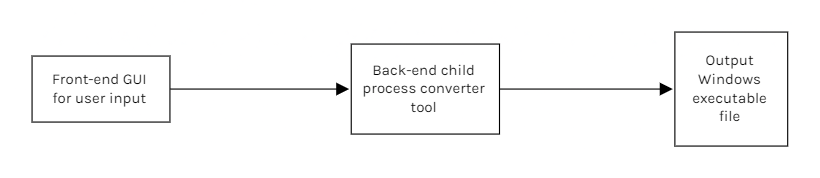 Front-end GUI
for user input
Back-end child
process converter
tool
Output
Windows
executable
file